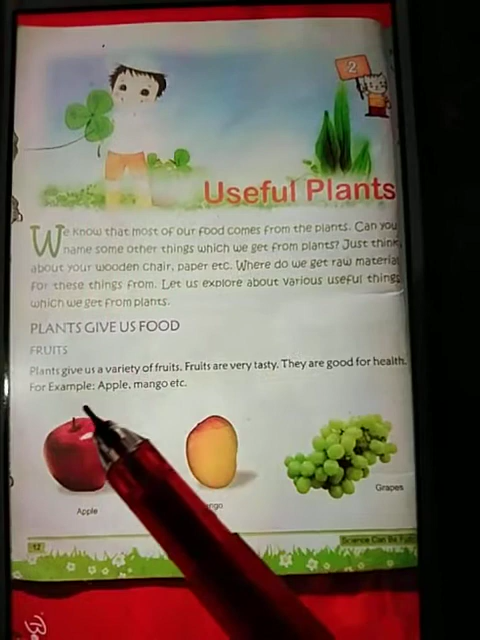 2
Useful Plants
We Know that most of our food comes from the plants. Can you
name some other things which we get from plants? Just think
about your wooden chair, paper etc. Where do we get raw material
for these things from. Let us explore about various useful things
which we get from plants.
PLANTS GIVE US FOOD
FRUITS
Plants give us a variety of fruits. Fruits are very tasty. They are good for health.
For Example: Apple, mango etc.
Grapes
Apple
12
Science Can Be Fun